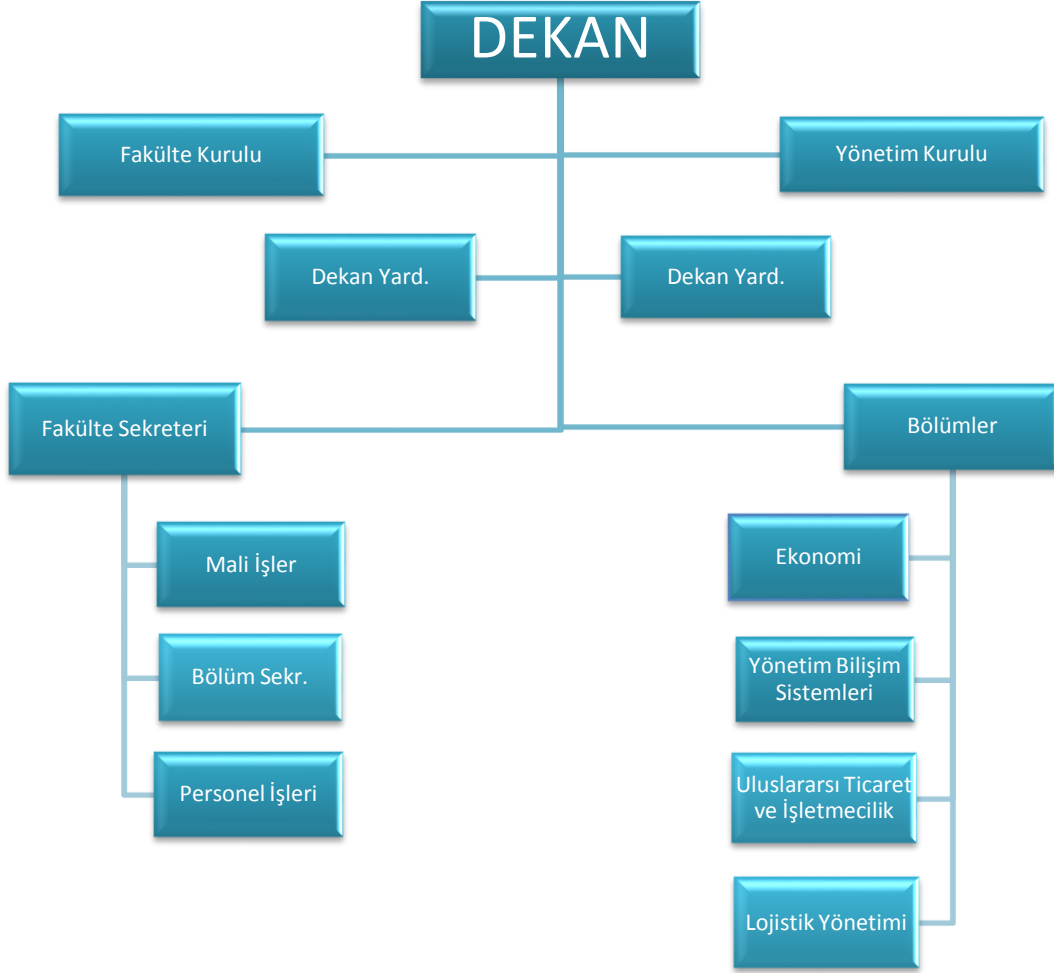 DEKAN
Fakülte Kurulu
Yönetim Kurulu
Dekan Yard.
Dekan Yard.
Fakülte Sekreteri
Bölümler
Mali İşler
Bölüm Sekr.
Personel İşleri
Ekonomi
Yönetim Bilişim
Sistemleri
Uluslararsı Ticaret
ve İşletmecilik
Lojistik Yönetimi